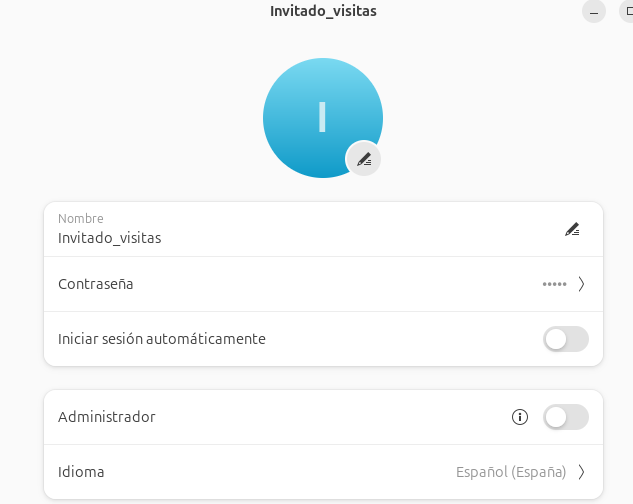 Invitado_visitas
I
Nombre
Invitado_visitas
Contraseña
•••••
Iniciar sesión automáticamente
Administrador
Idioma
Español (España)